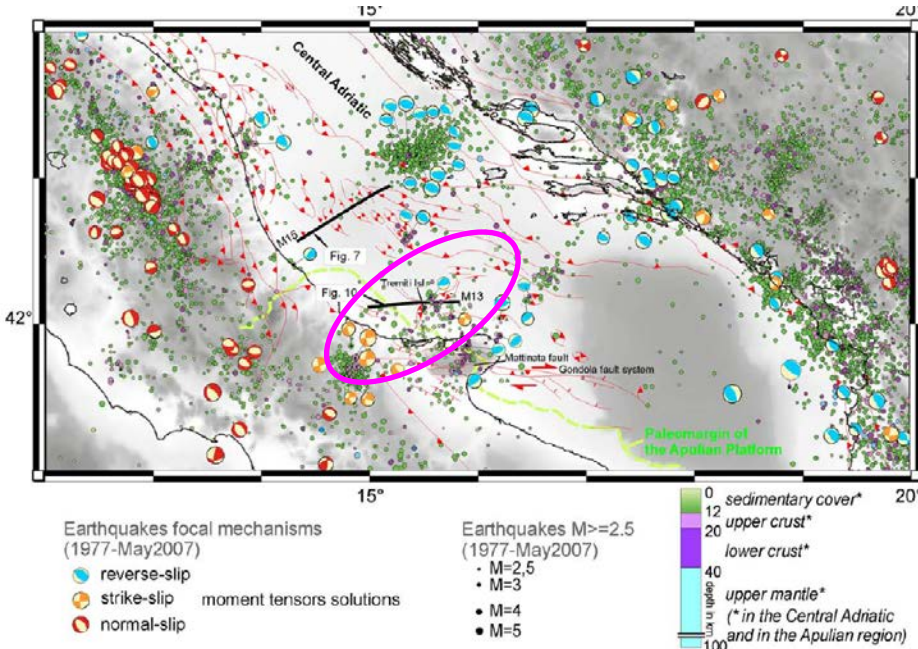 15°
20°
Central Adriatic
M15
Fig. 7
Fig. 10
Tremiti Isl.
M13
42°
Mattinata fault
Gondola fault system
Paleomargin of
the Apulian Platform
15°
20°
Earthquakes focal mechanisms
(1977-May2007)
reverse-slip
strike-slip
normal-slip
moment tensors solutions
Earthquakes M>=2.5
(1977-May2007)
M=2,5
M=3
M=4
M=5
0
12
20
40
100
depth in km
sedimentary cover*
upper crust*
lower crust*
upper mantle*
(* in the Central Adriatic
and in the Apulian region)